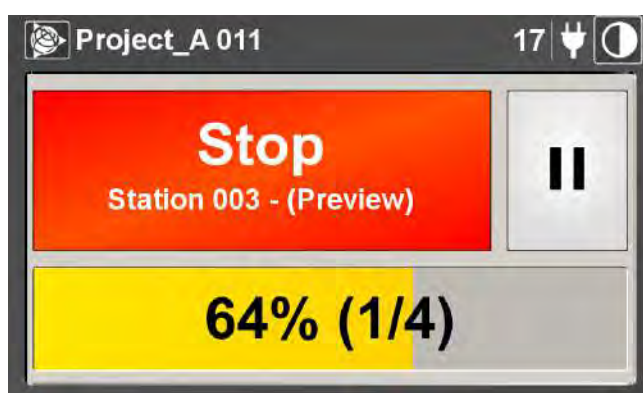 Project_A 011
17
Stop
Station 003 - (Preview)
64% (1/4)